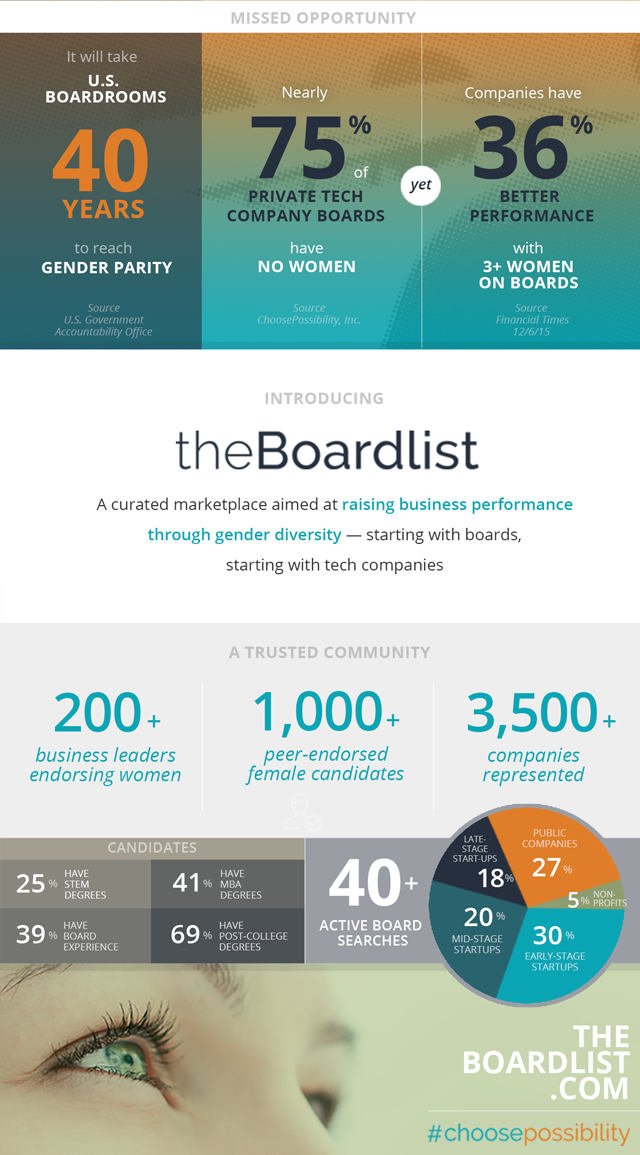 MISSED OPPORTUNITY
It will take
U.S.
BOARDROOMS
40
YEARS
to reach
GENDER PARITY
Source
U.S. Government
Accountability Office
Nearly
75%
of
PRIVATE TECH
COMPANY BOARDS
have
NO WOMEN
Source
ChoosePossibility, Inc.
yet
Companies have
36%
BETTER
PERFORMANCE
with
3+ WOMEN
ON BOARDS
Source
Financial Times
12/6/15
INTRODUCING
theBoardlist
A curated marketplace aimed at raising business performance
through gender diversity — starting with boards,
starting with tech companies
A TRUSTED COMMUNITY
200+
business leaders
endorsing women
1,000+
peer-endorsed
female candidates
3,500+
companies
represented
CANDIDATES
25% HAVE
STEM
DEGREES
41% HAVE
MBA
DEGREES
39% HAVE
BOARD
EXPERIENCE
69% HAVE
POST-COLLEGE
DEGREES
40+
ACTIVE BOARD
SEARCHES
LATE-
STAGE
START-UPS
18%
PUBLIC
COMPANIES
27%
5% NON-
PROFITS
20%
MID-STAGE
STARTUPS
30%
EARLY-STAGE
STARTUPS
THE
BOARDLIST
.COM
#choosepossibility